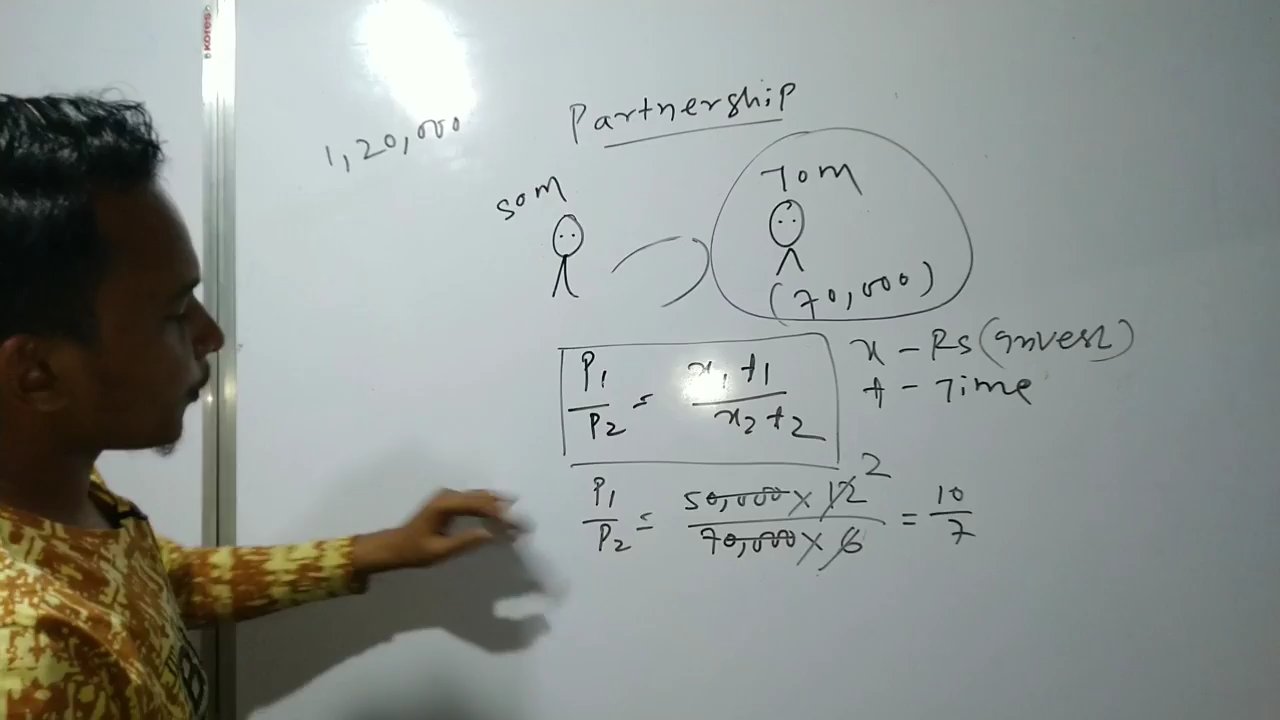 Kores
Partnership
1,20,000
som
Tom
(70,000)
P1/P2 = x1 t1/x2 t2
x - Rs (Invest)
t - Time
P1/P2 = 50,000 × 12 2/70,000 × 6 = 10/7